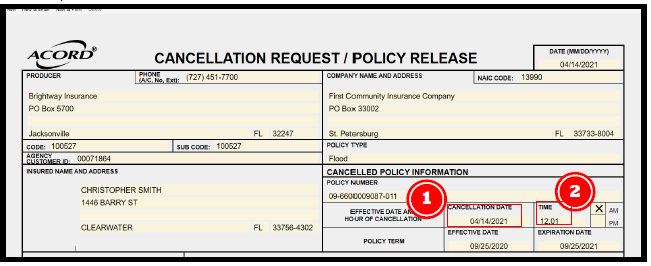 ACORD®
CANCELLATION REQUEST / POLICY RELEASE
DATE (MM/DD/YYYY)
04/14/2021
PRODUCER
PHONE (A/C, No, Ext): (727) 451-7700
COMPANY NAME AND ADDRESS
NAIC CODE: 13990
Brightway Insurance
First Community Insurance Company
PO Box 5700
PO Box 33002
Jacksonville FL 32247
St. Petersburg FL 33733-8004
CODE: 100527
SUB CODE: 100527
POLICY TYPE
AGENCY CUSTOMER ID: 00071864
Flood
INSURED NAME AND ADDRESS
CANCELLED POLICY INFORMATION
POLICY NUMBER
CHRISTOPHER SMITH
09-6600009087-011
1446 BARRY ST
1
2
EFFECTIVE DATE AND
HOUR OF CANCELLATION
CANCELLATION DATE
TIME
X AM
04/14/2021
12.01
PM
CLEARWATER FL 33756-4302
POLICY TERM
EFFECTIVE DATE
EXPIRATION DATE
09/25/2020
09/25/2021